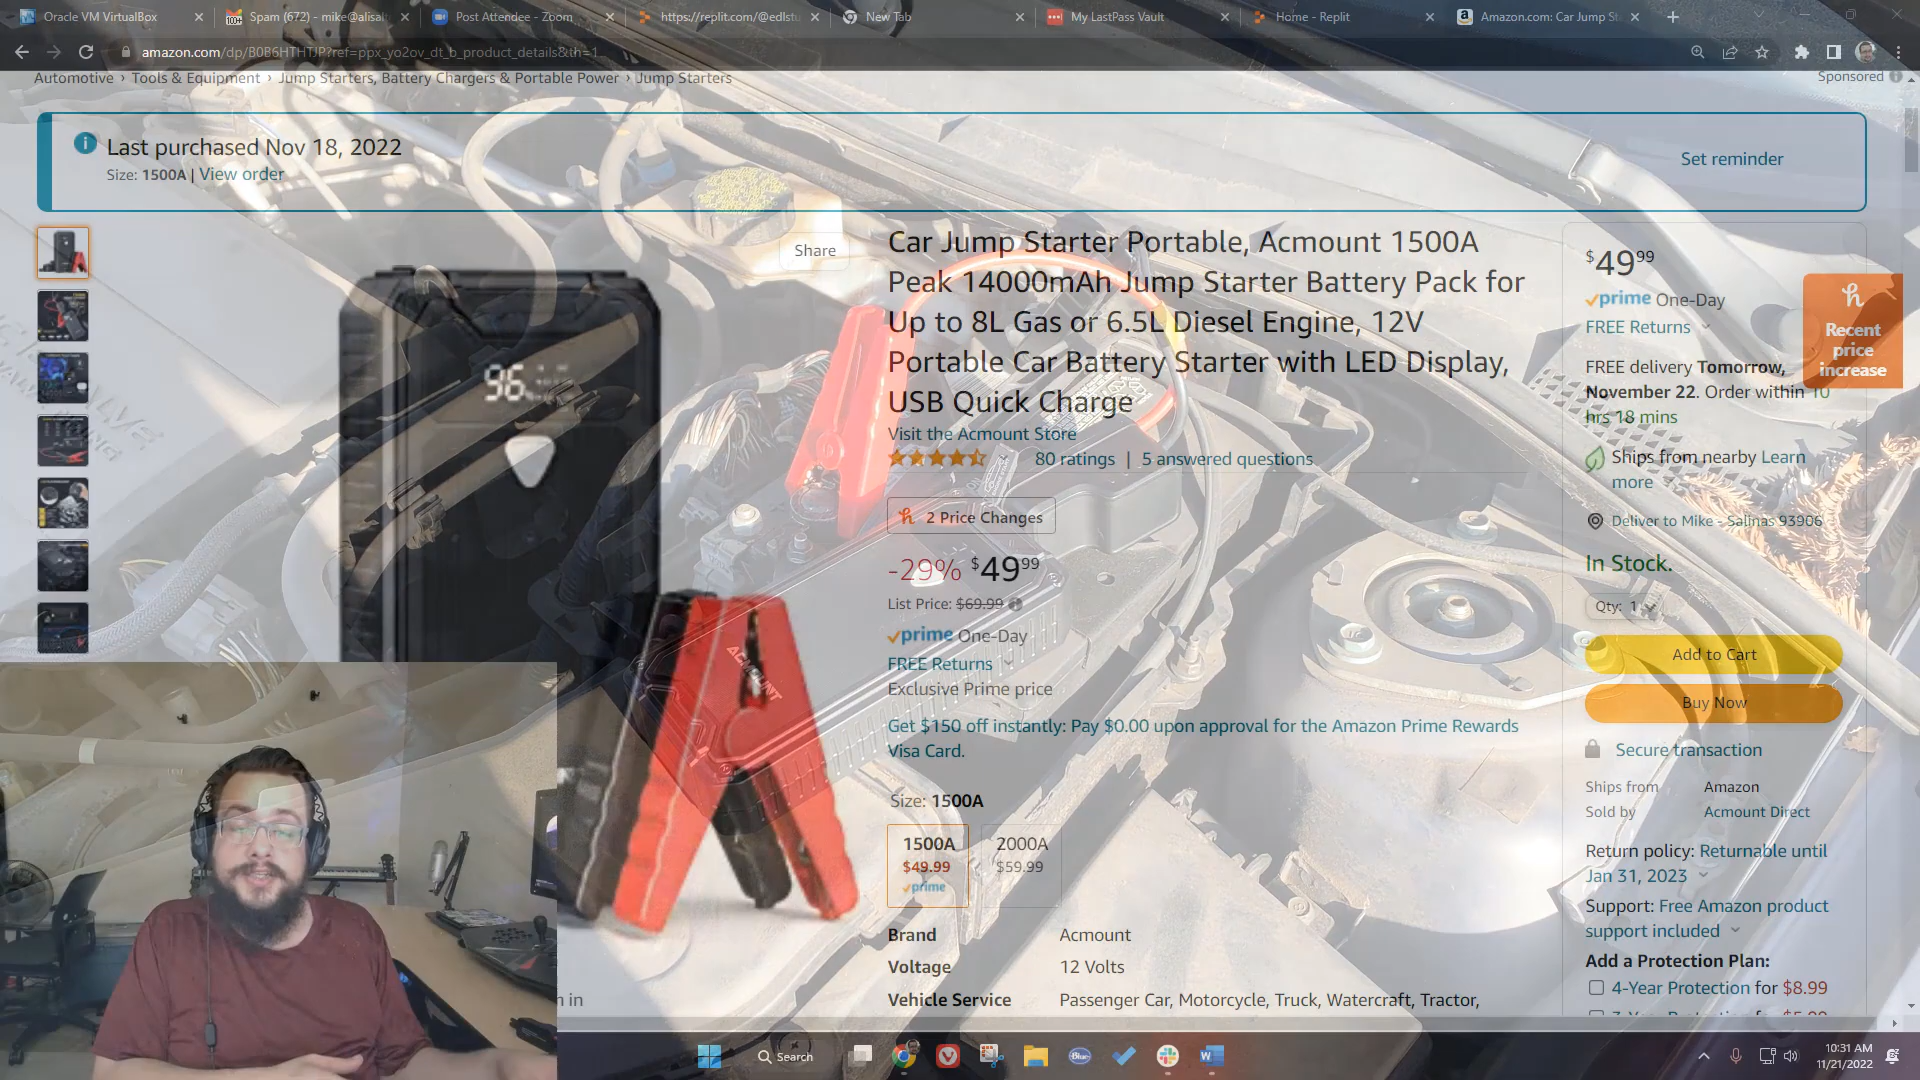 Oracle VM VirtualBox
Spam (672) - mike@alisal
Post Attendee - Zoom
https://replit.com/@edlstu
New Tab
My LastPass Vault
Home - Replit
Amazon.com: Car Jump St
amazon.com/dp/B0B6HTHTJP?ref=ppx_yo2ov_dt_b_product_details&th=1
Automotive › Tools & Equipment › Jump Starters, Battery Chargers & Portable Power › Jump Starters
Sponsored
Last purchased Nov 18, 2022
Size: 1500A | View order
Set reminder
Share
96
Car Jump Starter Portable, Acmount 1500A
Peak 14000mAh Jump Starter Battery Pack for
Up to 8L Gas or 6.5L Diesel Engine, 12V
Portable Car Battery Starter with LED Display,
USB Quick Charge
Visit the Acmount Store
80 ratings | 5 answered questions
2 Price Changes
-29% $49.99
List Price: $69.99
prime One-Day
FREE Returns
Exclusive Prime price
Get $150 off instantly: Pay $0.00 upon approval for the Amazon Prime Rewards
Visa Card.
Size: 1500A
1500A
$49.99
prime
2000A
$59.99
Brand Acmount
Voltage 12 Volts
Vehicle Service Passenger Car, Motorcycle, Truck, Watercraft, Tractor,
ACMOUNT
n in
$49.99
prime One-Day
FREE Returns
FREE delivery Tomorrow,
November 22. Order within 10
hrs 18 mins
Ships from nearby Learn
more
Deliver to Mike - Salinas 93906
In Stock.
Qty: 1
Add to Cart
Buy Now
Secure transaction
Ships from Amazon
Sold by Acmount Direct
Return policy: Returnable until
Jan 31, 2023
Support: Free Amazon product
support included
Add a Protection Plan:
4-Year Protection for $8.99
Recent
price
increase
Search
10:31 AM
11/21/2022